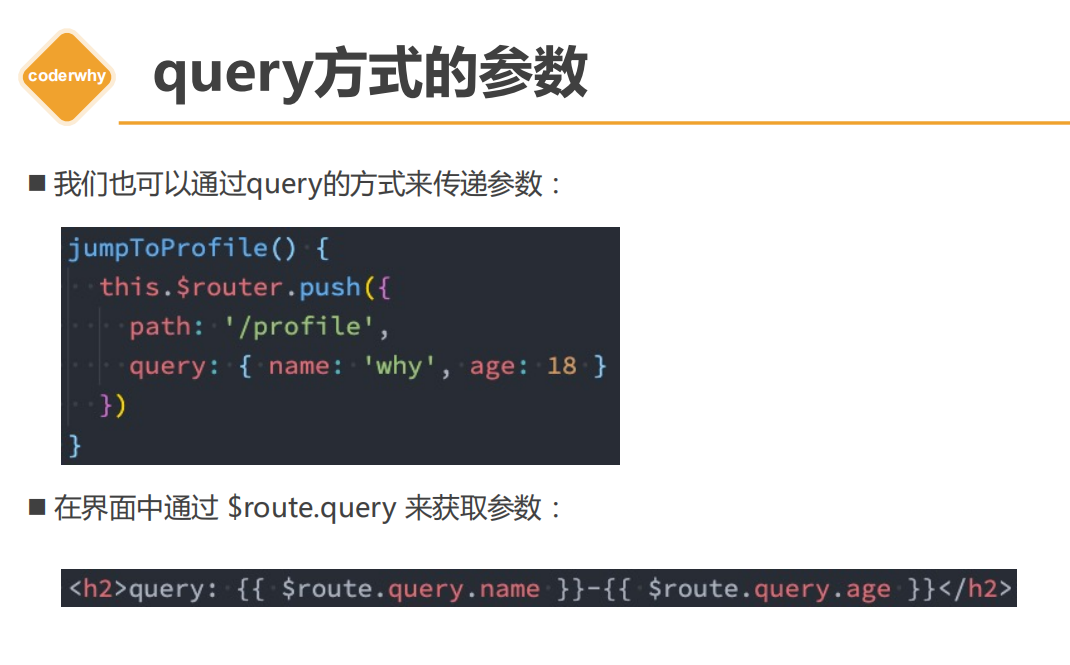 coderwhy
query方式的参数
■ 我们也可以通过query的方式来传递参数：
jumpToProfile() {
  this.$router.push({
    path: '/profile',
    query: { name: 'why', age: 18 }
  })
}
■ 在界面中通过 $route.query 来获取参数：
<h2>query: {{ $route.query.name }}-{{ $route.query.age }}</h2>